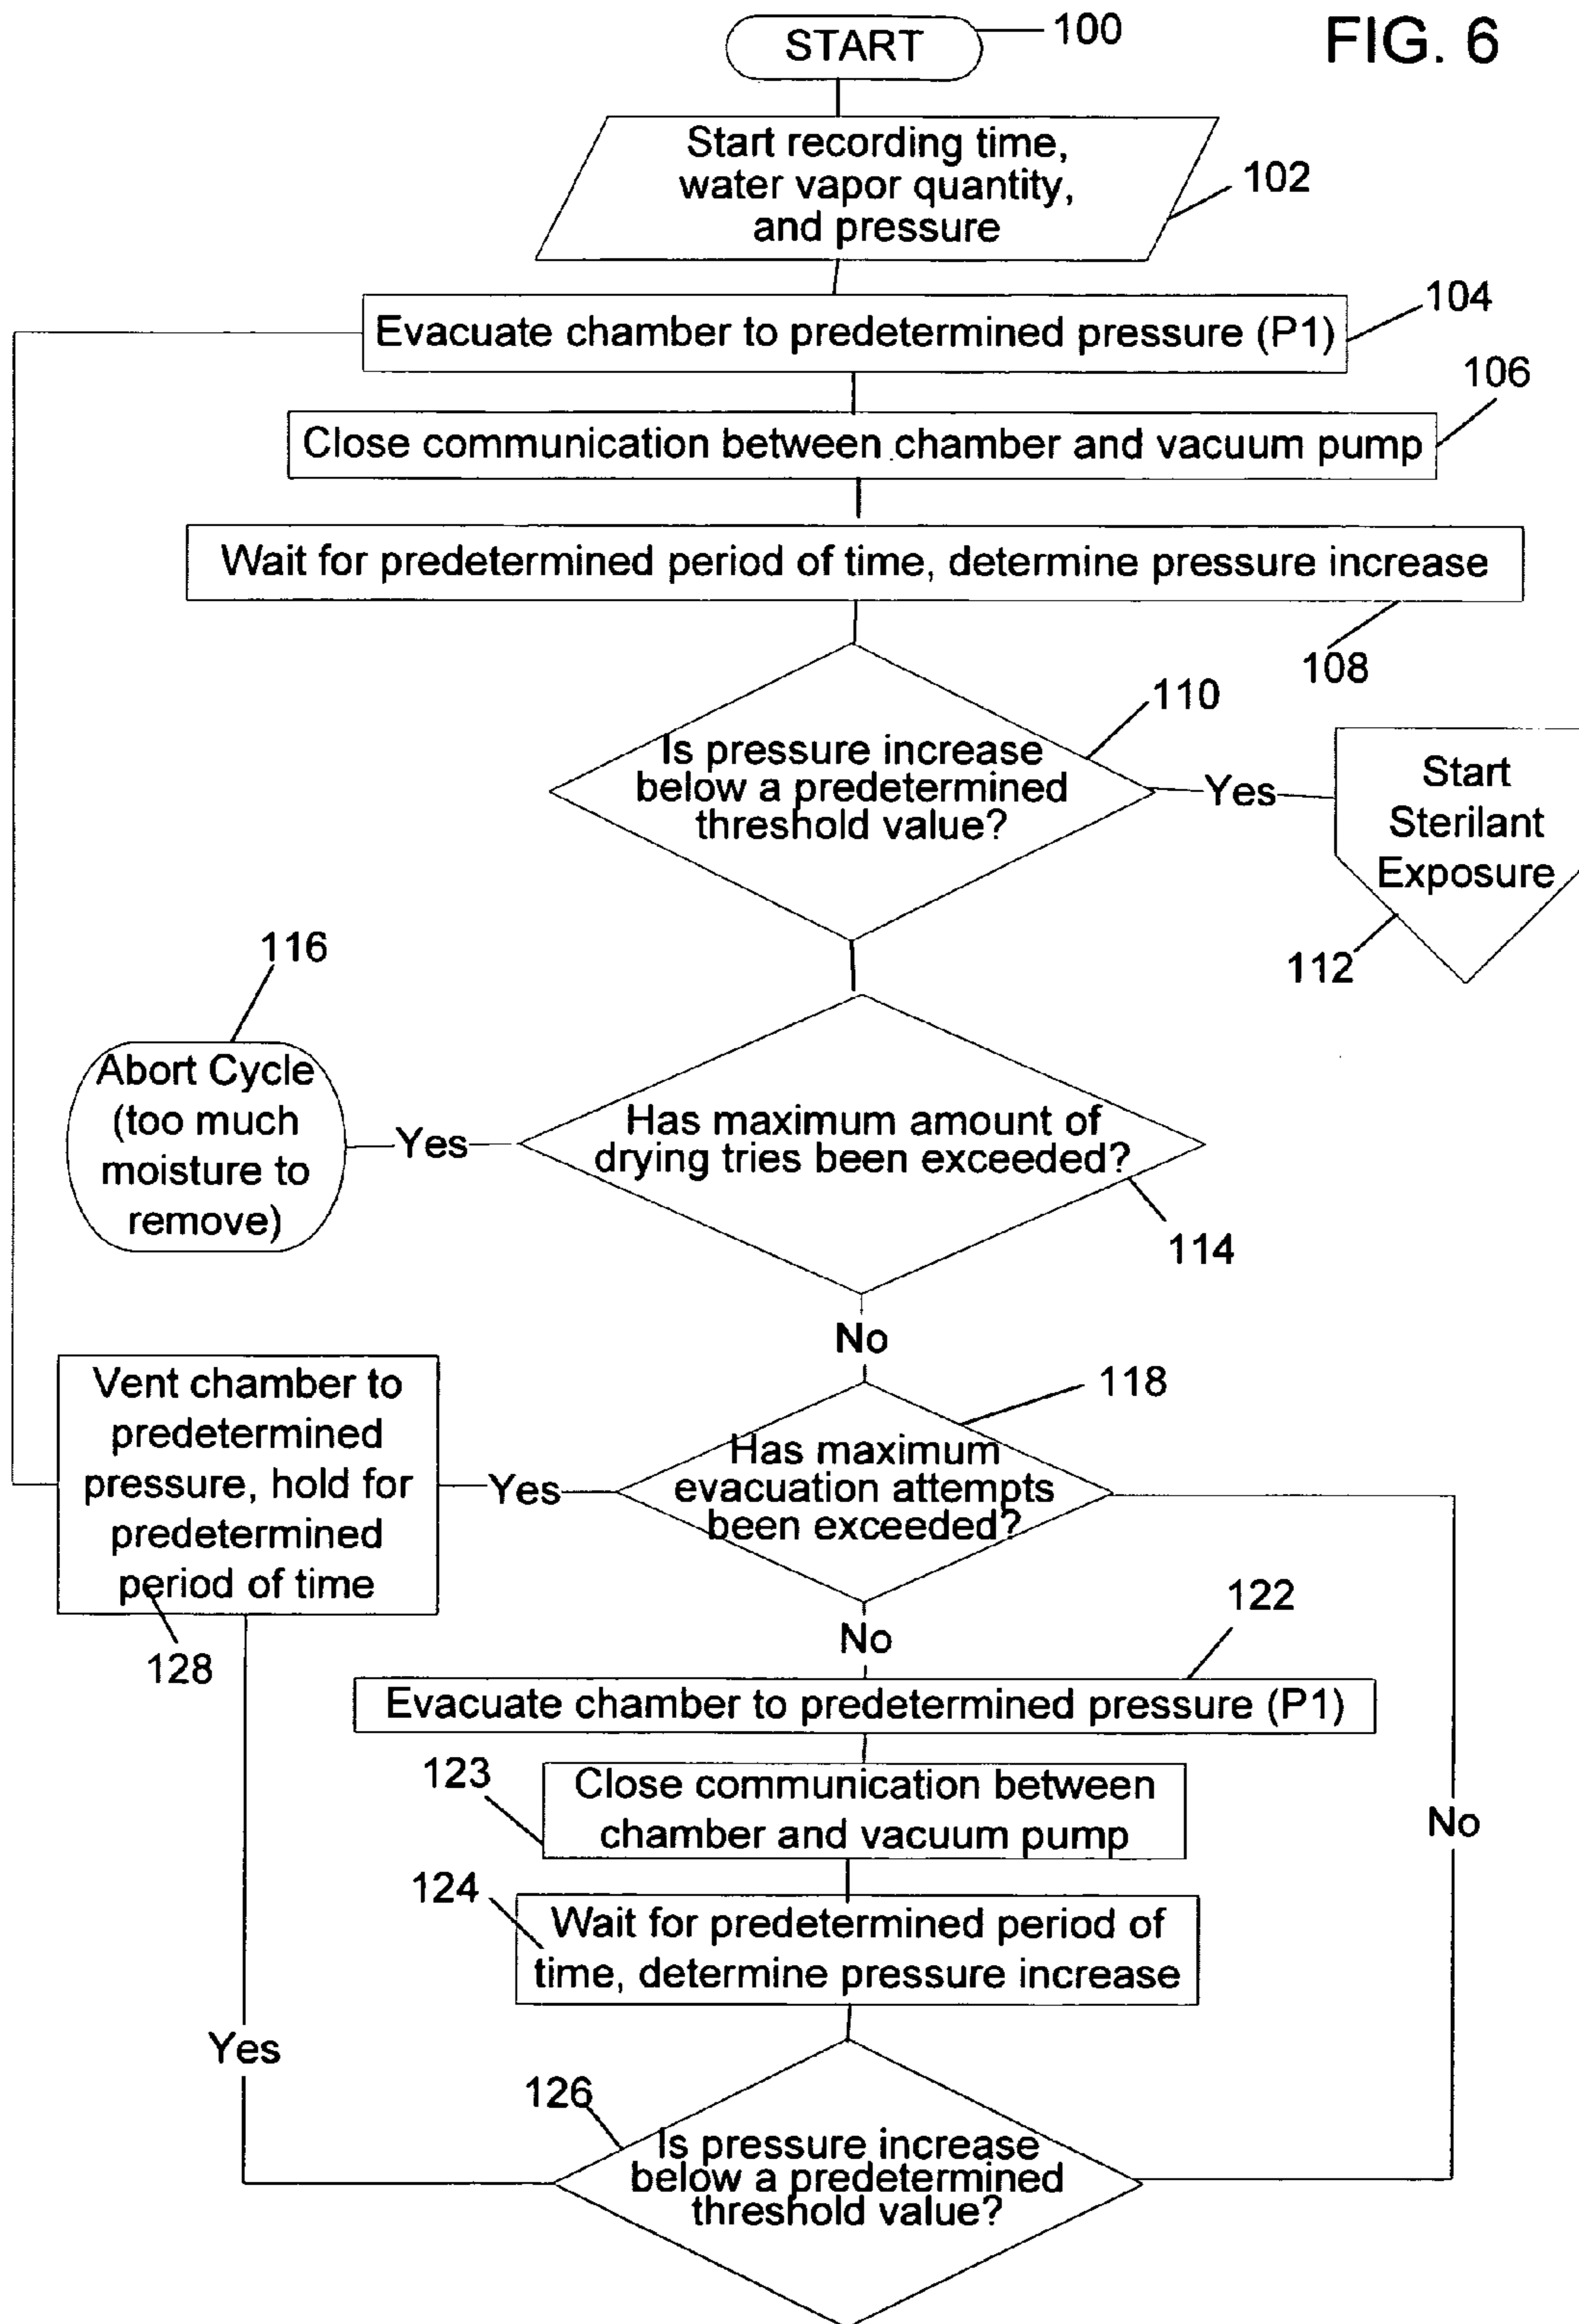 FIG. 6
START
100
Start recording time,
water vapor quantity,
and pressure
102
Evacuate chamber to predetermined pressure (P1)
104
106
Close communication between chamber and vacuum pump
Wait for predetermined period of time, determine pressure increase
108
110
Is pressure increase
below a predetermined
threshold value?
Yes
Start
Sterilant
Exposure
112
116
Abort Cycle
(too much
moisture to
remove)
Yes
Has maximum amount of
drying tries been exceeded?
114
No
118
Has maximum
evacuation attempts
been exceeded?
Yes
Vent chamber to
predetermined
pressure, hold for
predetermined
period of time
128
No
122
Evacuate chamber to predetermined pressure (P1)
123
Close communication between
chamber and vacuum pump
No
124
Wait for predetermined period of
time, determine pressure increase
Yes
126
Is pressure increase
below a predetermined
threshold value?